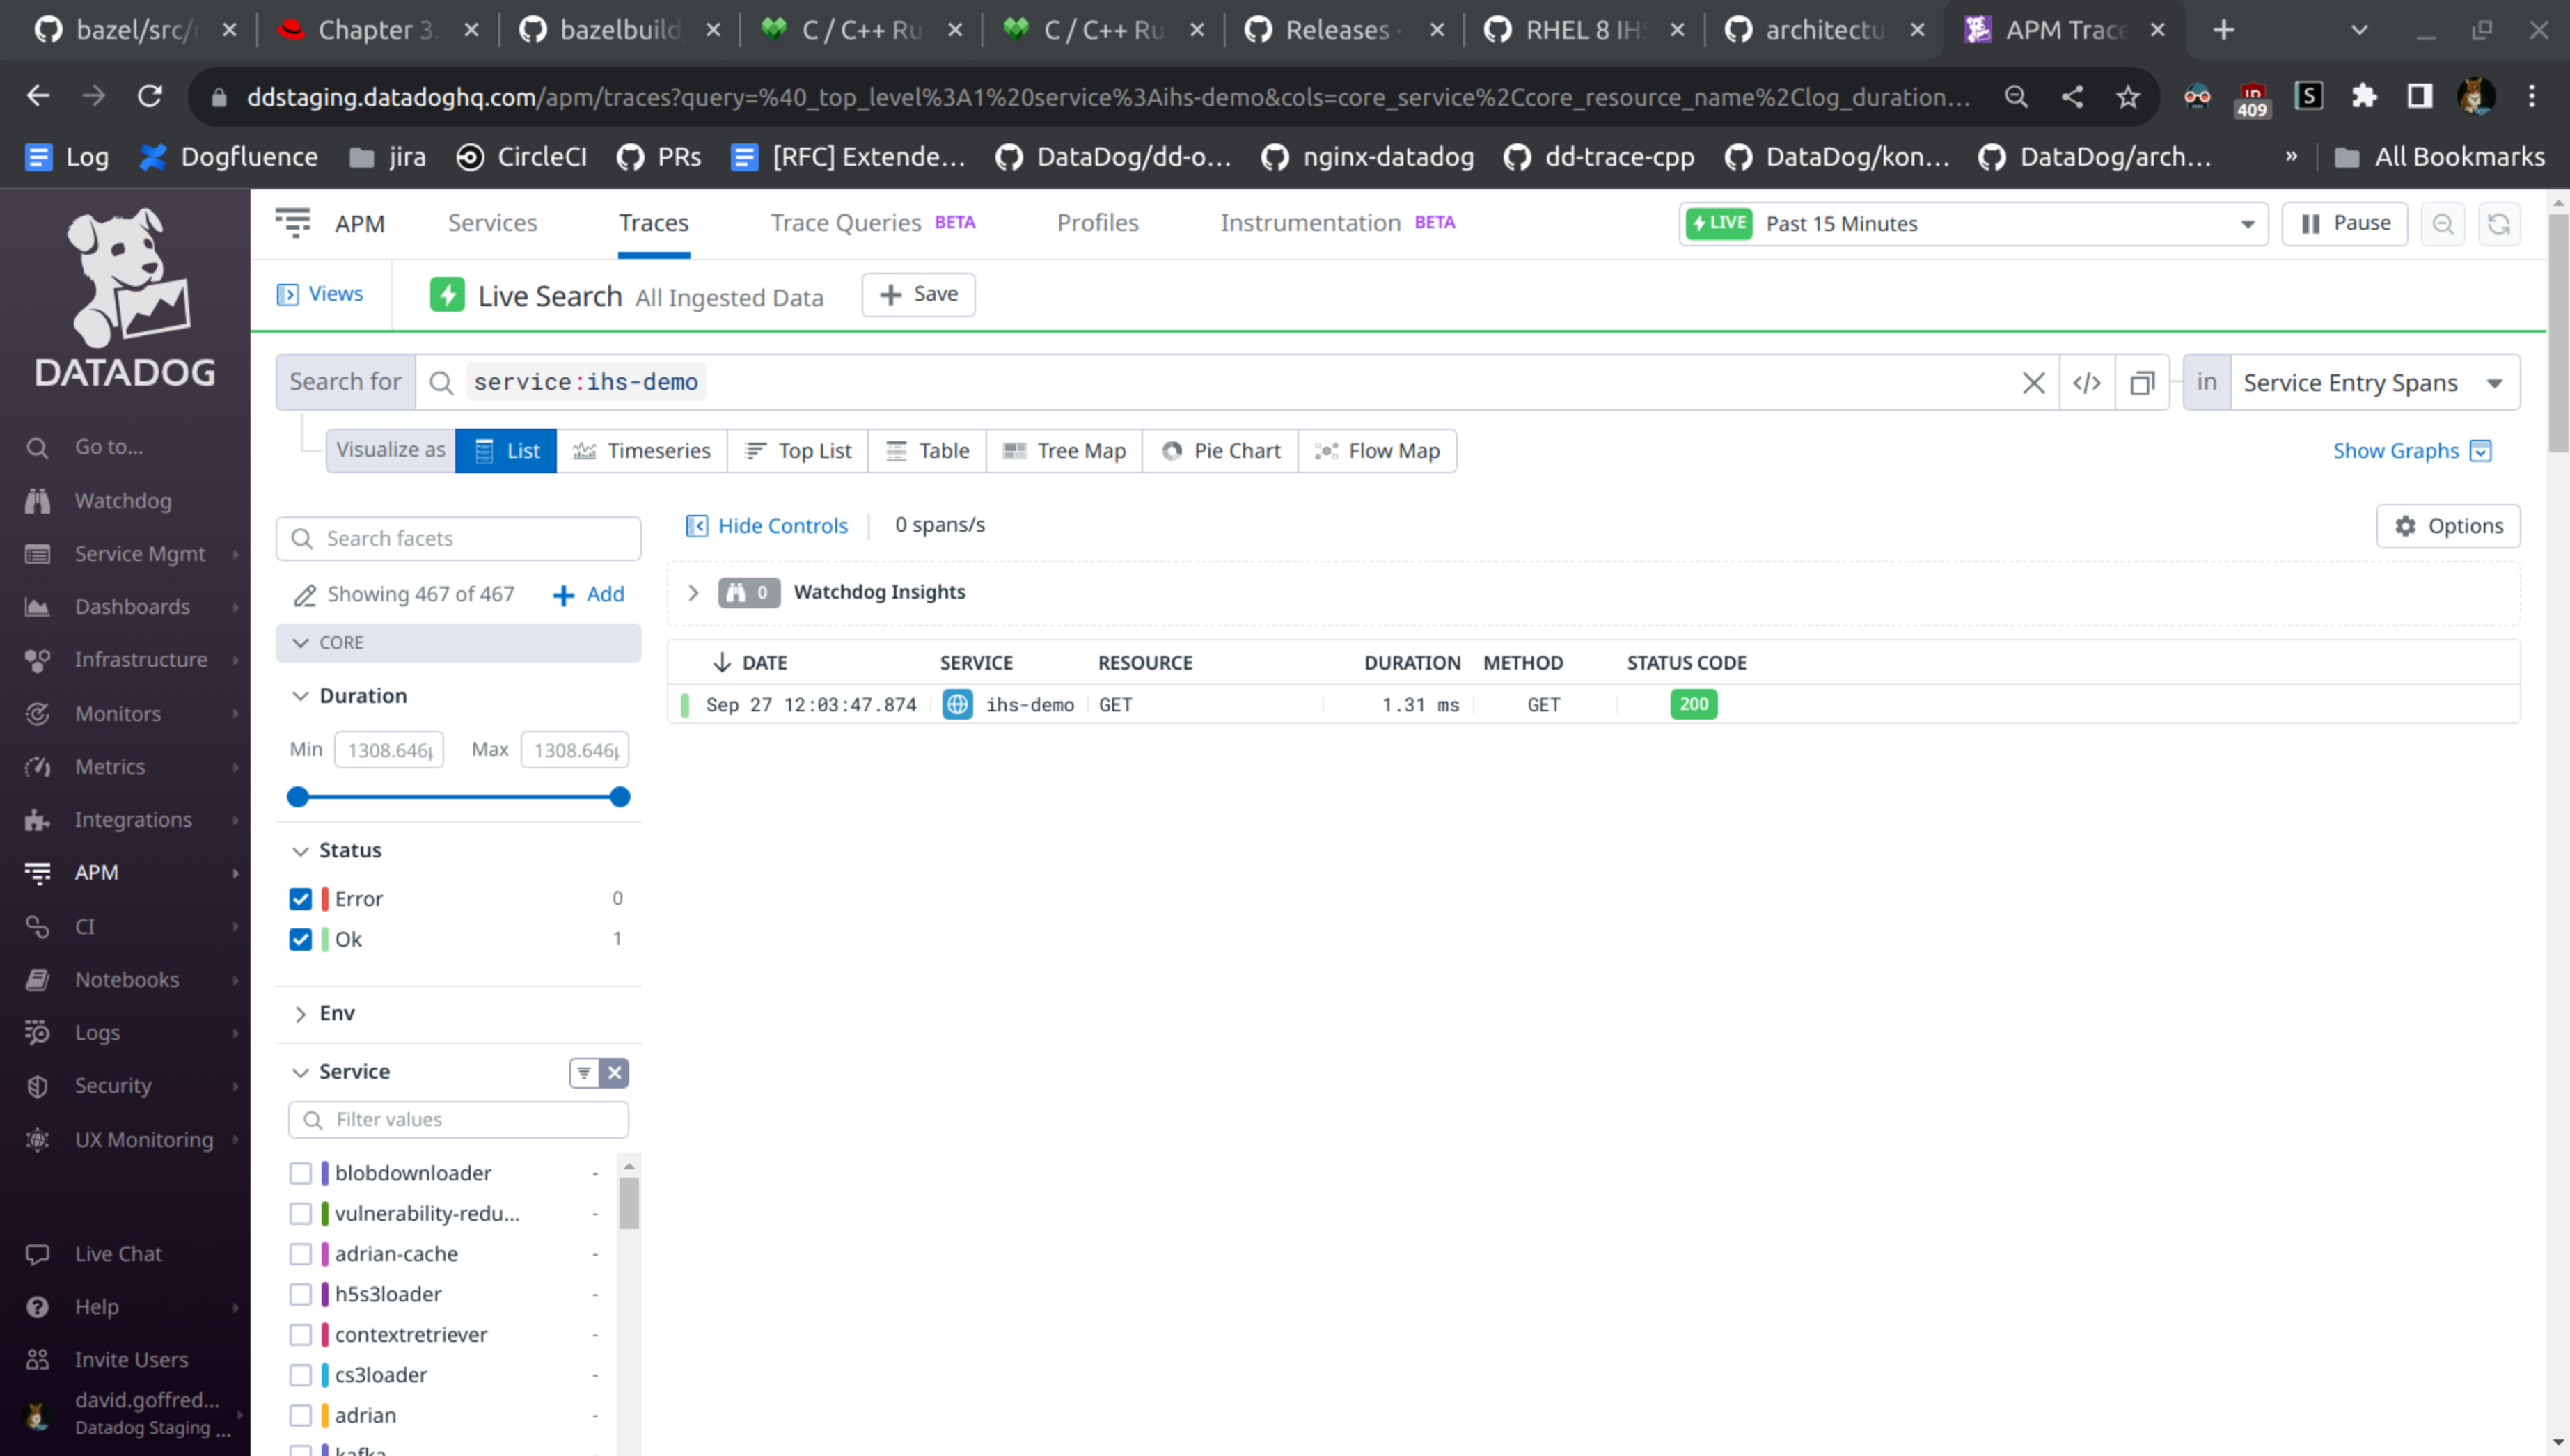 bazel/src/r
Chapter 3.
bazelbuild
C / C++ Ru
C / C++ Ru
Releases ·
RHEL 8 IHS
architectu
APM Trace
ddstaging.datadoghq.com/apm/traces?query=%40_top_level%3A1%20service%3Aihs-demo&cols=core_service%2Ccore_resource_name%2Clog_duration...
409
Log Dogfluence jira CircleCI PRs [RFC] Extende... DataDog/dd-o... nginx-datadog dd-trace-cpp DataDog/kon... DataDog/arch... » All Bookmarks
DATADOG
Go to...
Watchdog
Service Mgmt
Dashboards
Infrastructure
Monitors
Metrics
Integrations
APM
CI
Notebooks
Logs
Security
UX Monitoring
Live Chat
Help
Invite Users
david.goffred...
Datadog Staging ...
APM Services Traces Trace Queries BETA Profiles Instrumentation BETA
LIVE Past 15 Minutes Pause
Views Live Search All Ingested Data + Save
Search for service:ihs-demo in Service Entry Spans
Visualize as List Timeseries Top List Table Tree Map Pie Chart Flow Map Show Graphs
Search facets
Showing 467 of 467 + Add
CORE
Duration
Min 1308.646µ Max 1308.646µ
Status
Error 0
Ok 1
Env
Service
Filter values
blobdownloader -
vulnerability-redu... -
adrian-cache -
h5s3loader -
contextretriever -
cs3loader -
adrian -
kafka
Hide Controls 0 spans/s Options
0 Watchdog Insights
DATE SERVICE RESOURCE DURATION METHOD STATUS CODE
Sep 27 12:03:47.874 ihs-demo GET 1.31 ms GET 200